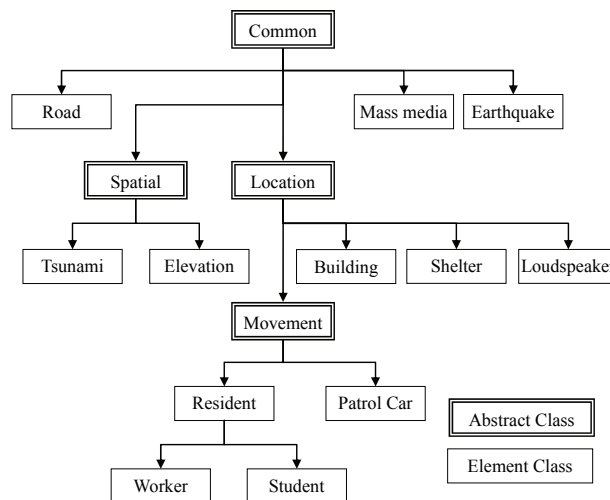 Common
Road
Mass media
Earthquake
Spatial
Location
Tsunami
Elevation
Building
Shelter
Loudspeaker
Movement
Resident
Patrol Car
Abstract Class
Worker
Student
Element Class